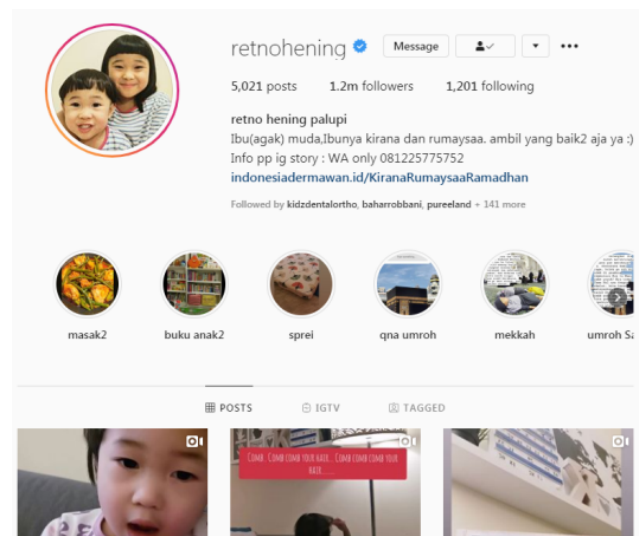 retnohening Message
5,021 posts 1.2m followers 1,201 following
retno hening palupi
Ibu(agak) muda,Ibunya kirana dan rumaysaa. ambil yang baik2 aja ya :)
Info pp ig story : WA only 081225775752
indonesiadermawan.id/KiranaRumaysaaRamadhan
Followed by kidzdentalortho, baharrobbani, pureeland + 141 more
masak2 buku anak2 sprei qna umroh mekkah umroh Sa
POSTS IGTV TAGGED
COMB.. COMB COMB YOUR HAIR... COMB COMB COMB YOUR
HAIR.......